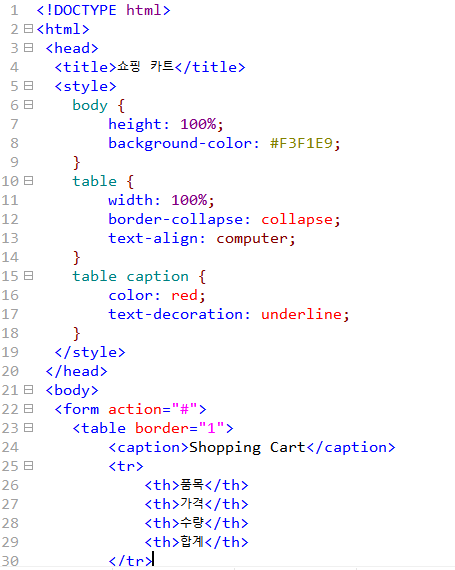 1 <!DOCTYPE html>
2 <html>
3 <head>
4 <title>쇼핑 카트</title>
5 <style>
6 body {
7 height: 100%;
8 background-color: #F3F1E9;
9 }
10 table {
11 width: 100%;
12 border-collapse: collapse;
13 text-align: computer;
14 }
15 table caption {
16 color: red;
17 text-decoration: underline;
18 }
19 </style>
20 </head>
21 <body>
22 <form action="#">
23 <table border="1">
24 <caption>Shopping Cart</caption>
25 <tr>
26 <th>품목</th>
27 <th>가격</th>
28 <th>수량</th>
29 <th>합계</th>
30 </tr>